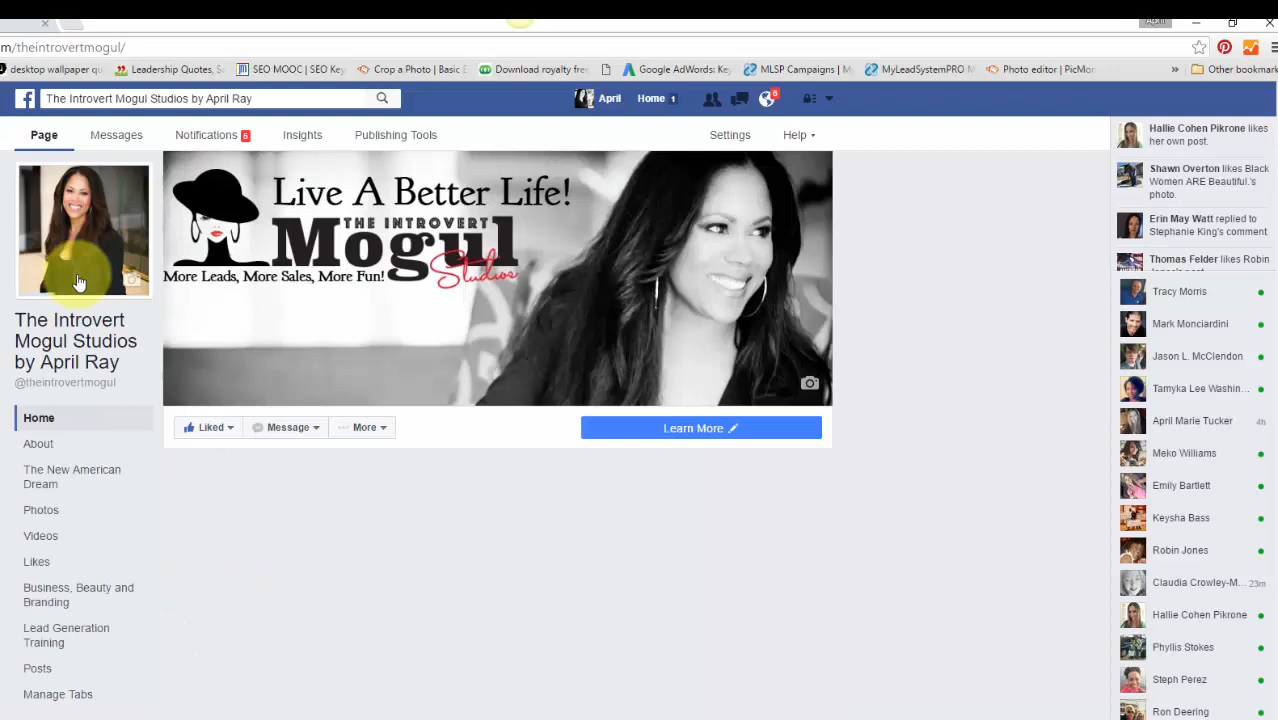 April
m/theintrovertmogul/
desktop wallpaper qu
Leadership Quotes, S
SEO MOOC | SEO Key
Crop a Photo | Basic E
Download royalty free
Google AdWords: Key
MLSP Campaigns | M
MyLeadSystemPRO M
Photo editor | PicMon
»
Other bookmark
The Introvert Mogul Studios by April Ray
April
Home 1
6
Page
Messages
Notifications 5
Insights
Publishing Tools
Settings
Help
Live A Better Life!
THE INTROVERT
Mogul
Studios
More Leads, More Sales, More Fun!
The Introvert
Mogul Studios
by April Ray
@theintrovertmogul
Liked
Message
More
Learn More
Home
About
The New American
Dream
Photos
Videos
Likes
Business, Beauty and
Branding
Lead Generation
Training
Posts
Manage Tabs
Hallie Cohen Pikrone likes
her own post.
Shawn Overton likes Black
Women ARE Beautiful.'s
photo.
Erin May Watt replied to
Stephanie King's comment.
Thomas Felder likes Robin
Tracy Morris
Mark Monciardini
Jason L. McClendon
Tamyka Lee Washin...
April Marie Tucker 4h
Meko Williams
Emily Bartlett
Keysha Bass
Robin Jones
Claudia Crowley-M... 23m
Hallie Cohen Pikrone
Phyllis Stokes
Steph Perez
Ron Deering